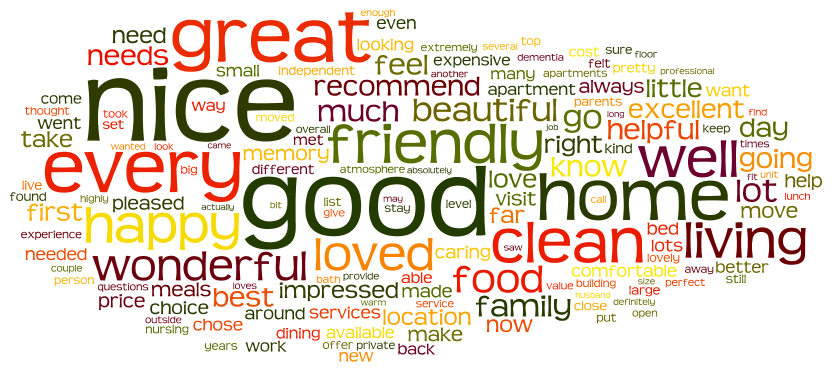 enough
great
need
even
needs
looking
extremely
several
top
cost
sure
floor
small
independent
feel
expensive
dementia
felt
pretty
nice
another
many
apartments
professional
come
way
recommend
apartment
always
little
want
thought
took
set
moved
much
beautiful
parents
excellent
went
overall
job
go
long
find
take
wanted
look
came
met
friendly
right
helpful
keep
day
every
memory
kind
times
big
different
atmosphere
absolutely
know
well
going
live
found
highly
pleased
good
love
home
fit
unit
lot
help
first
actually
bit
list
may
level
visit
call
lunch
happy
give
stay
far
move
experience
clean
bed
living
needed
loved
caring
saw
lots
lovely
away
better
couple
wonderful
comfortable
size
still
person
questions
loves
bath
provide
able
food
value
building
perfect
price
meals
best
impressed
made
large
outside
choice
warm
service
family
husband
close
definitely
nursing
chose
around
services
location
now
put
open
dining
available
make
years
work
offer
private
back
new